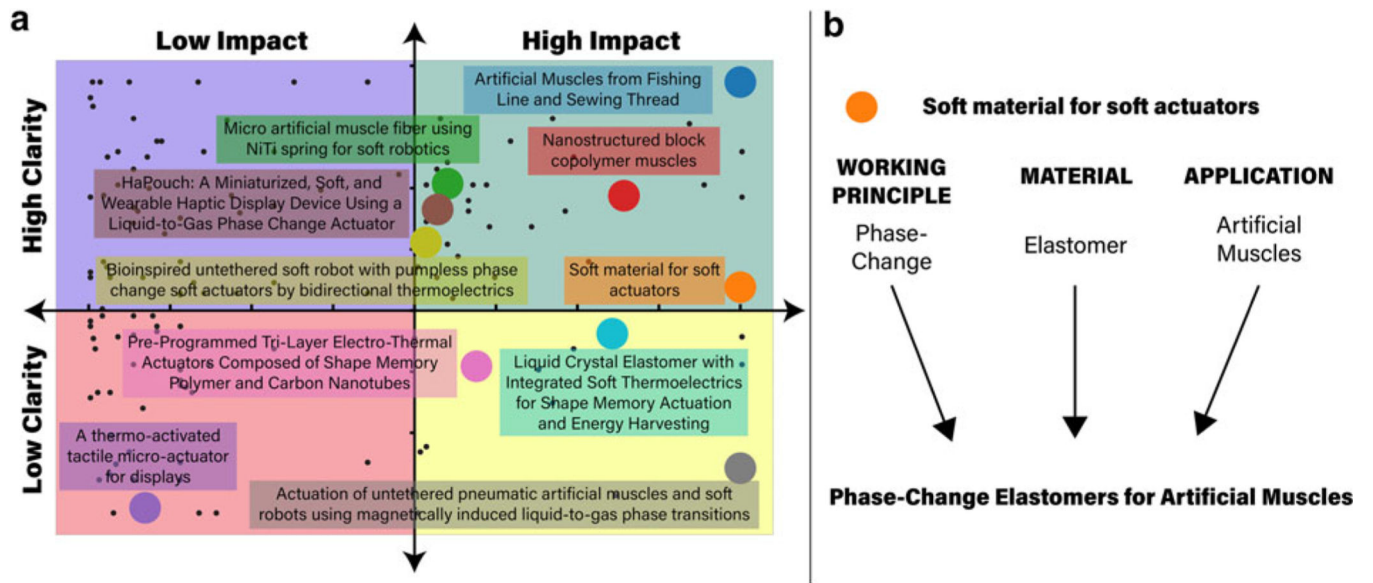 a
Low Impact
High Impact
High Clarity
Low Clarity
Artificial Muscles from Fishing
Line and Sewing Thread
Micro artificial muscle fiber using
NiTi spring for soft robotics
Nanostructured block
copolymer muscles
HaPouch: A Miniaturized, Soft, and
Wearable Haptic Display Device Using a
Liquid-to-Gas Phase Change Actuator
Bioinspired untethered soft robot with pumpless phase
change soft actuators by bidirectional thermoelectrics
Soft material for soft
actuators
Pre-Programmed Tri-Layer Electro-Thermal
Actuators Composed of Shape Memory
Polymer and Carbon Nanotubes
Liquid Crystal Elastomer with
Integrated Soft Thermoelectrics
for Shape Memory Actuation
and Energy Harvesting
A thermo-activated
tactile micro-actuator
for displays
Actuation of untethered pneumatic artificial muscles and soft
robots using magnetically induced liquid-to-gas phase transitions
b
Soft material for soft actuators
WORKING
PRINCIPLE
Phase-
Change
MATERIAL
Elastomer
APPLICATION
Artificial
Muscles
Phase-Change Elastomers for Artificial Muscles